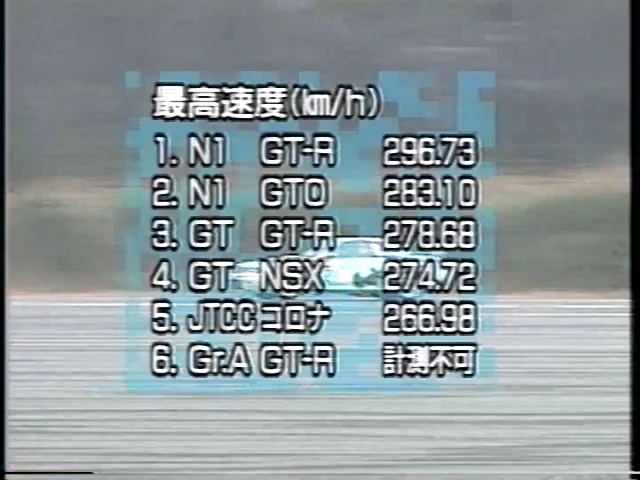 最高速度(km/h)
1. N1 GT-R 296.73
2. N1 GTO 283.10
3. GT GT-R 278.68
4. GT NSX 274.72
5. JTCC コロナ 266.98
6. Gr.A GT-R 計測不可